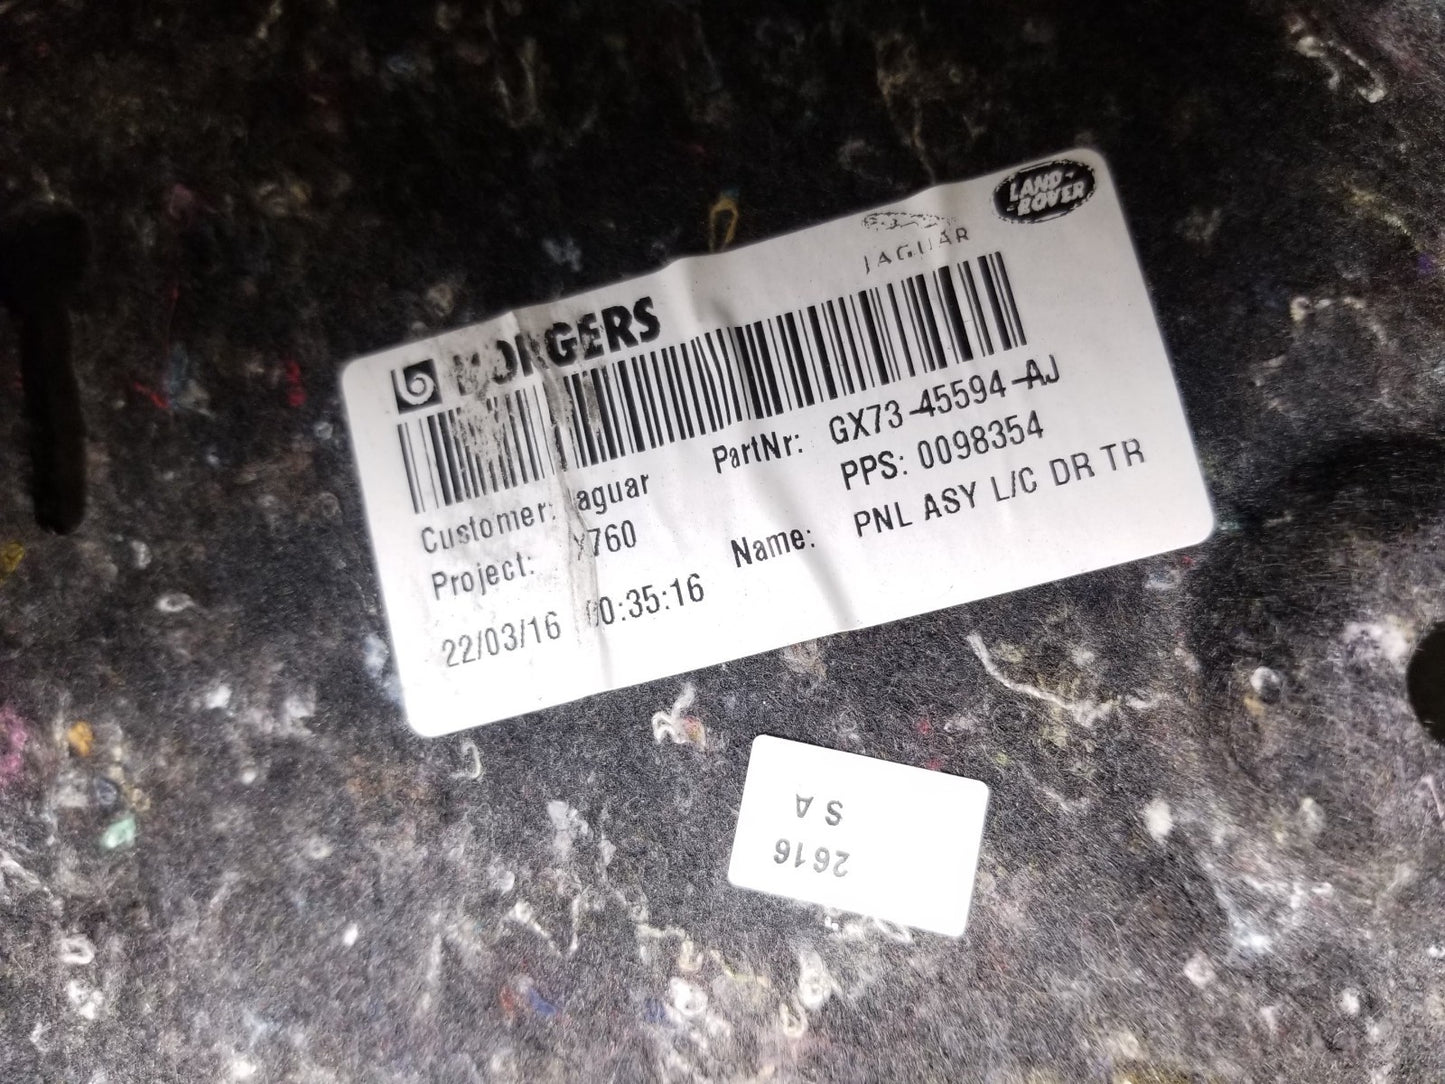 BORGERS
JAGUAR
LAND ROVER
Customer: Jaguar
PartNr: GX73-45594-AJ
Project: X760
PPS: 0098354
22/03/16 00:35:16
Name: PNL ASY L/C DR TR
2616
S A